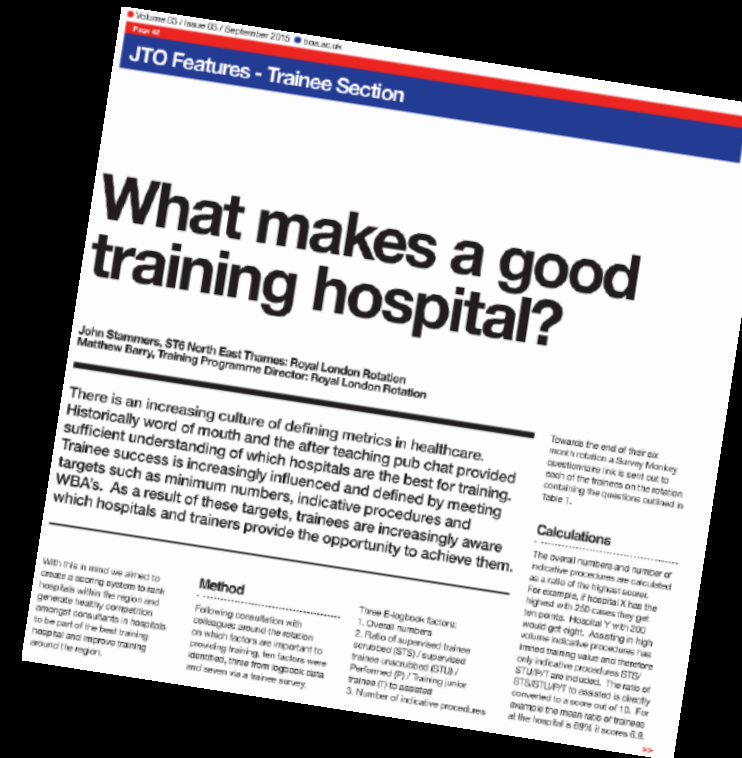 Volume 03 / Issue 03 / September 2015 boa.ac.uk
Page 42
JTO Features - Trainee Section
What makes a good
training hospital?
John Stammers, ST6 North East Thames: Royal London Rotation
Matthew Barry, Training Programme Director: Royal London Rotation
There is an increasing culture of defining metrics in healthcare.
Historically word of mouth and the after teaching pub chat provided
sufficient understanding of which hospitals are the best for training.
Trainee success is increasingly influenced and defined by meeting
targets such as minimum numbers, indicative procedures and
WBA's. As a result of these targets, trainees are increasingly aware
which hospitals and trainers provide the opportunity to achieve them.
With this in mind we aimed to
create a scoring system to rank
hospitals within the region and
generate healthy competition
amongst consultants in hospitals
to be part of the best training
hospital and improve training
around the region.
Method
Following consultation with
colleagues around the rotation
on which factors are important to
providing training, ten factors were
identified, three from logbook data
and seven via a trainee survey.
Three E-logbook factors:
1. Overall numbers
2. Ratio of supervised trainee
scrubbed (STS) / supervised
trainee unscrubbed (STU) /
Performed (P) / Training junior
trainee (T) to assisted
3. Number of indicative procedures
Towards the end of their six
month rotation a Survey Monkey
questionnaire link is sent out to
each of the trainees on the rotation
containing the questions outlined in
Table 1.
Calculations
The overall numbers and number of
indicative procedures are calculated
as a ratio of the highest scorer.
For example, if hospital X has the
highest with 250 cases they get
ten points. Hospital Y with 200
would get eight. Assisting in high
volume indicative procedures has
limited training value and therefore
only indicative procedures STS/
STU/P/T are included. The ratio of
STS/STU/P/T to assisted is directly
converted to a score out of 10. For
example the mean ratio of trainees
at the hospital is 69% it scores 6.9.
>>